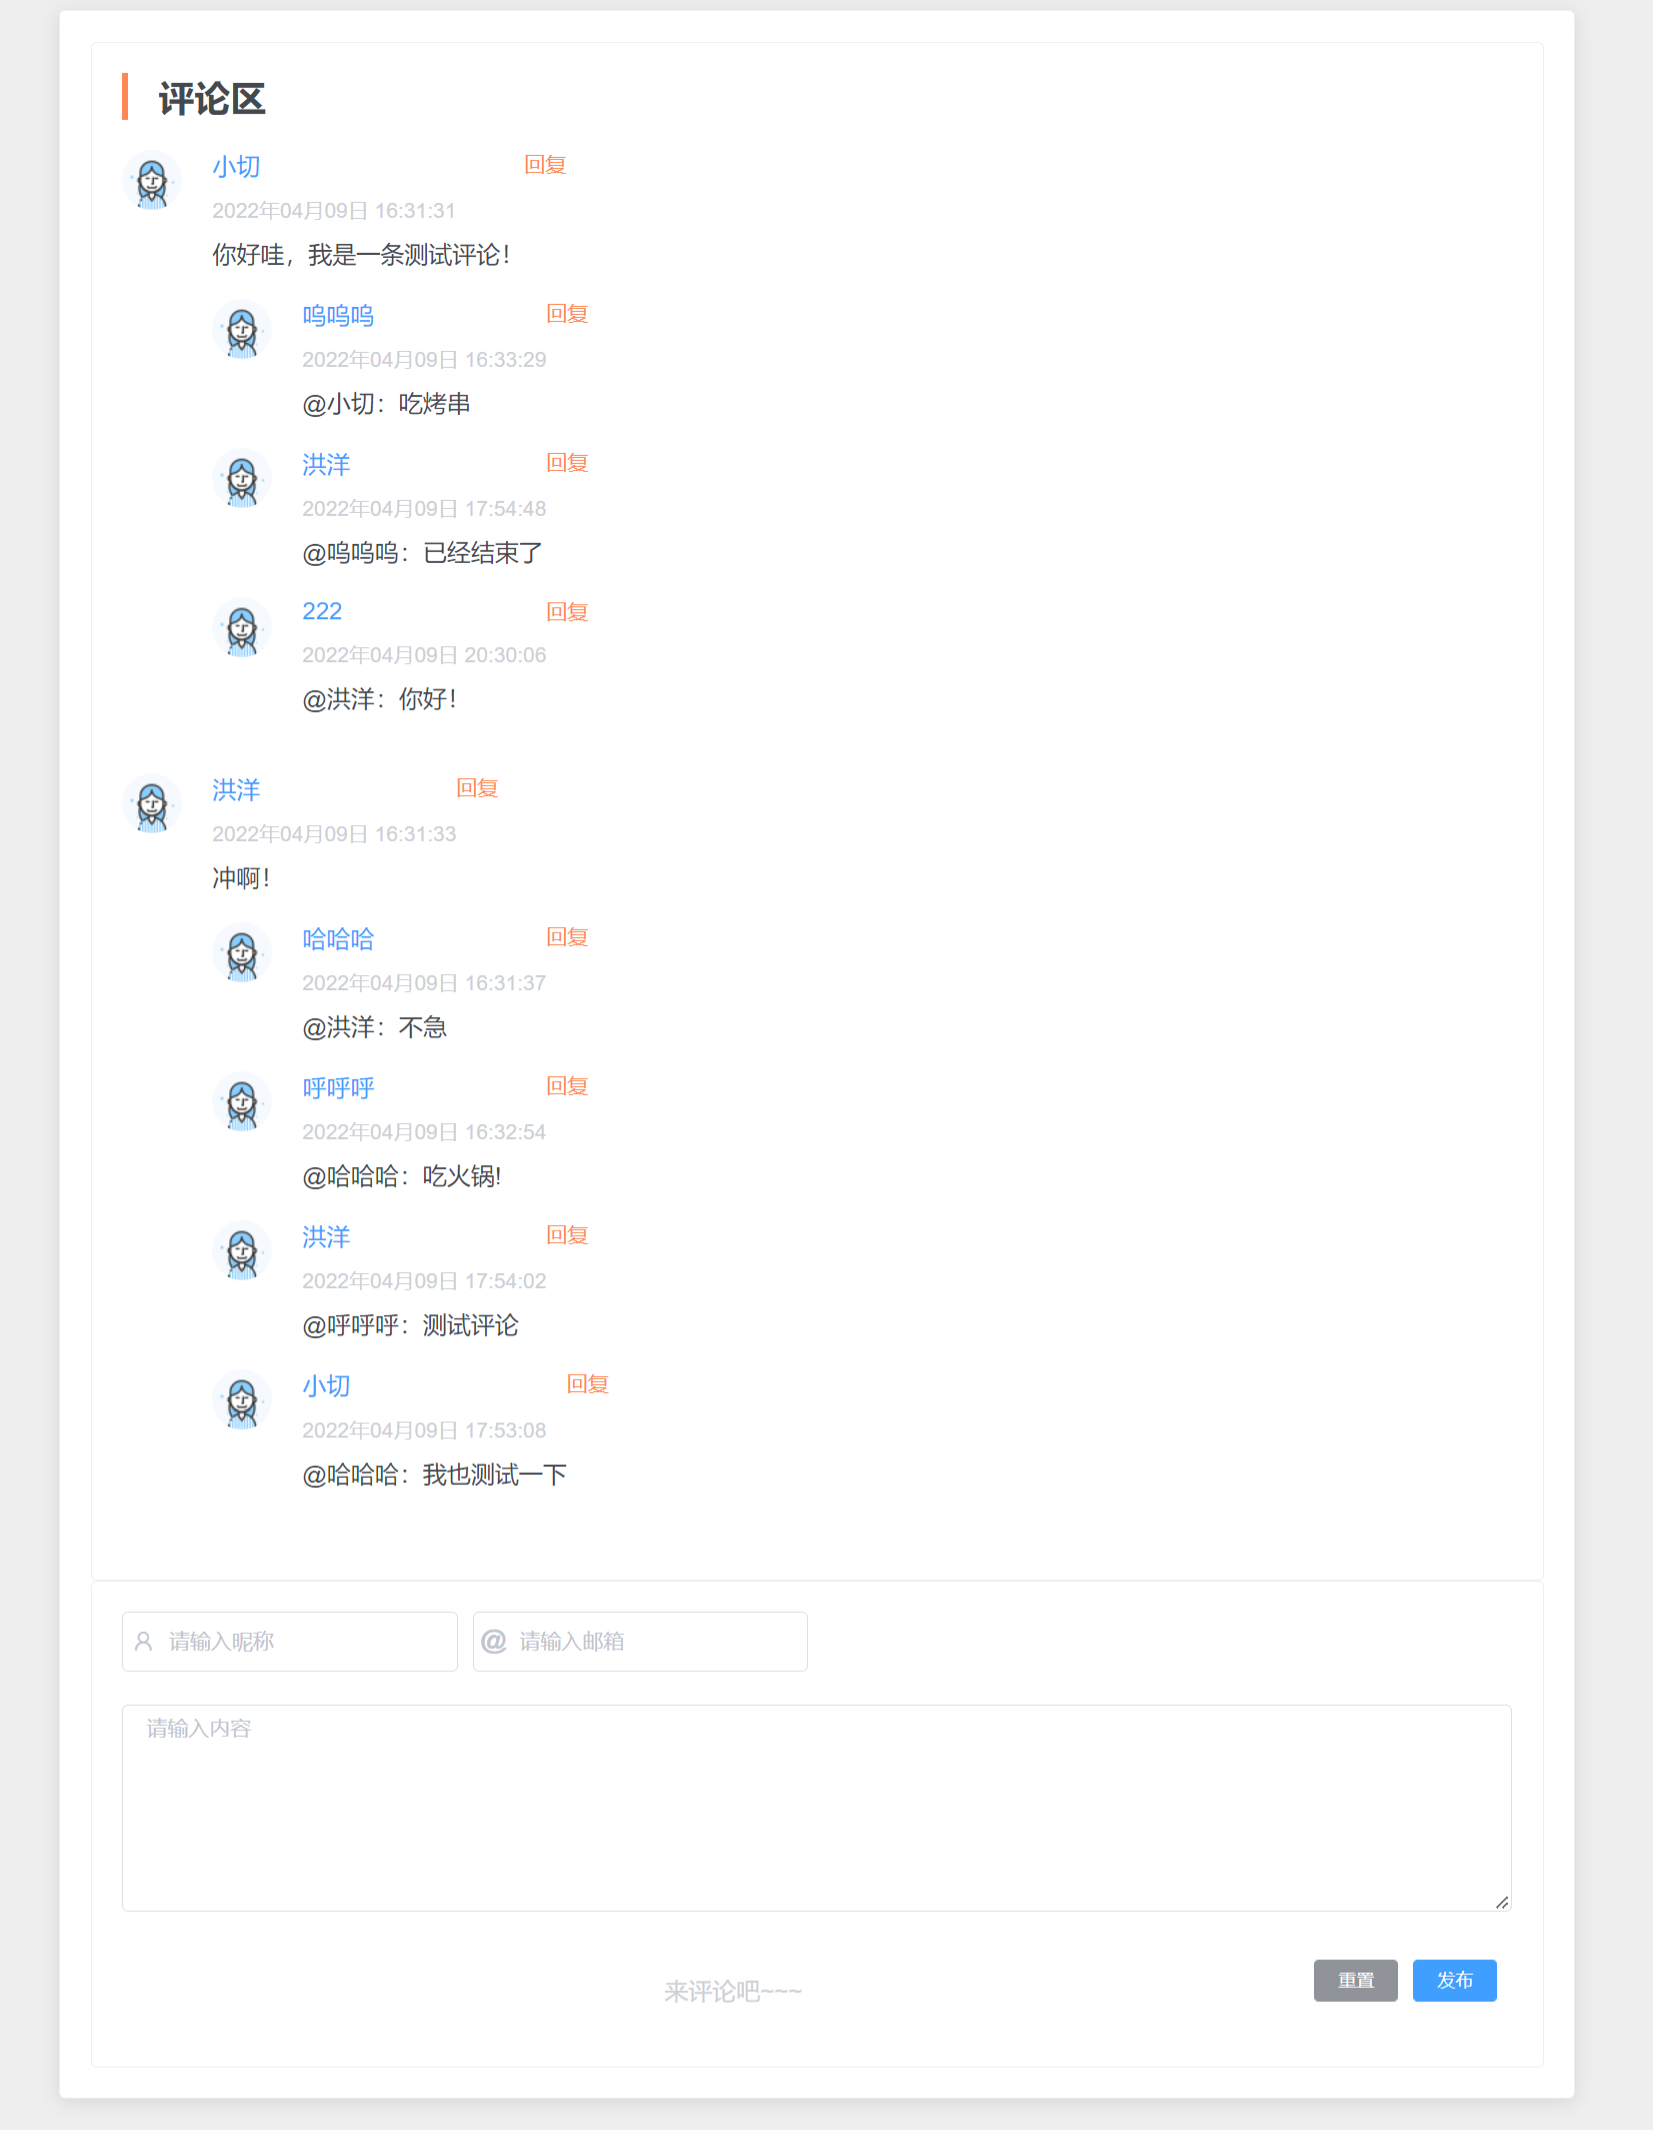 评论区
小切 回复
2022年04月09日 16:31:31
你好哇，我是一条测试评论！
呜呜呜 回复
2022年04月09日 16:33:29
@小切：吃烤串
洪洋 回复
2022年04月09日 17:54:48
@呜呜呜：已经结束了
222 回复
2022年04月09日 20:30:06
@洪洋：你好！
洪洋 回复
2022年04月09日 16:31:33
冲啊！
哈哈哈 回复
2022年04月09日 16:31:37
@洪洋：不急
呼呼呼 回复
2022年04月09日 16:32:54
@哈哈哈：吃火锅!
洪洋 回复
2022年04月09日 17:54:02
@呼呼呼：测试评论
小切 回复
2022年04月09日 17:53:08
@哈哈哈：我也测试一下
请输入昵称 @ 请输入邮箱
请输入内容
重置 发布
来评论吧~~~